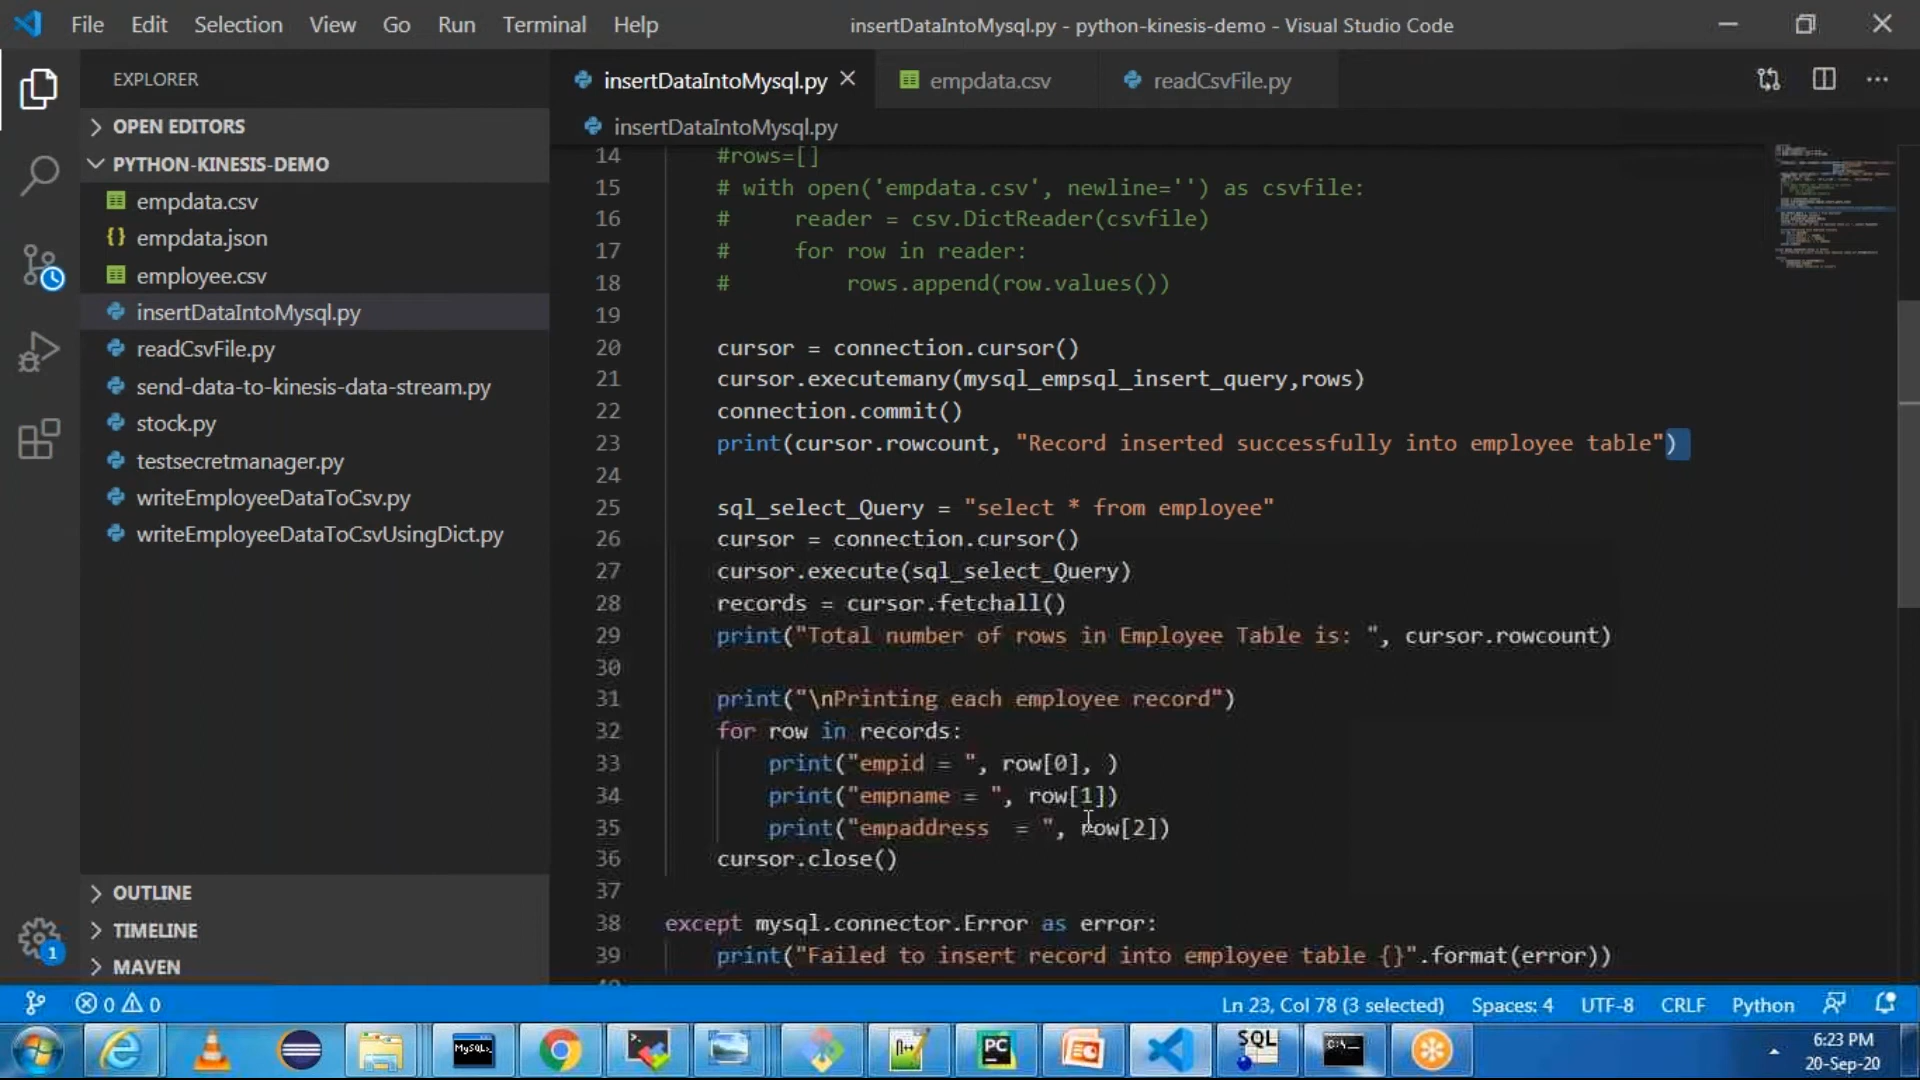 File Edit Selection View Go Run Terminal Help
insertDataIntoMysql.py - python-kinesis-demo - Visual Studio Code
EXPLORER
OPEN EDITORS
PYTHON-KINESIS-DEMO
empdata.csv
{} empdata.json
employee.csv
insertDataIntoMysql.py
readCsvFile.py
send-data-to-kinesis-data-stream.py
stock.py
testsecretmanager.py
writeEmployeeDataToCsv.py
writeEmployeeDataToCsvUsingDict.py
OUTLINE
TIMELINE
MAVEN
1
insertDataIntoMysql.py empdata.csv readCsvFile.py
insertDataIntoMysql.py
14 #rows=[]
15 # with open('empdata.csv', newline='') as csvfile:
16 #     reader = csv.DictReader(csvfile)
17 #     for row in reader:
18 #         rows.append(row.values())
19
20 cursor = connection.cursor()
21 cursor.executemany(mysql_empsql_insert_query,rows)
22 connection.commit()
23 print(cursor.rowcount, "Record inserted successfully into employee table")
24
25 sql_select_Query = "select * from employee"
26 cursor = connection.cursor()
27 cursor.execute(sql_select_Query)
28 records = cursor.fetchall()
29 print("Total number of rows in Employee Table is: ", cursor.rowcount)
30
31 print("\nPrinting each employee record")
32 for row in records:
33     print("empid = ", row[0], )
34     print("empname = ", row[1])
35     print("empaddress  = ", row[2])
36 cursor.close()
37
38 except mysql.connector.Error as error:
39     print("Failed to insert record into employee table {}".format(error))
0 0 Ln 23, Col 78 (3 selected) Spaces: 4 UTF-8 CRLF Python
MySQL PC SQL C:\
6:23 PM
20-Sep-20